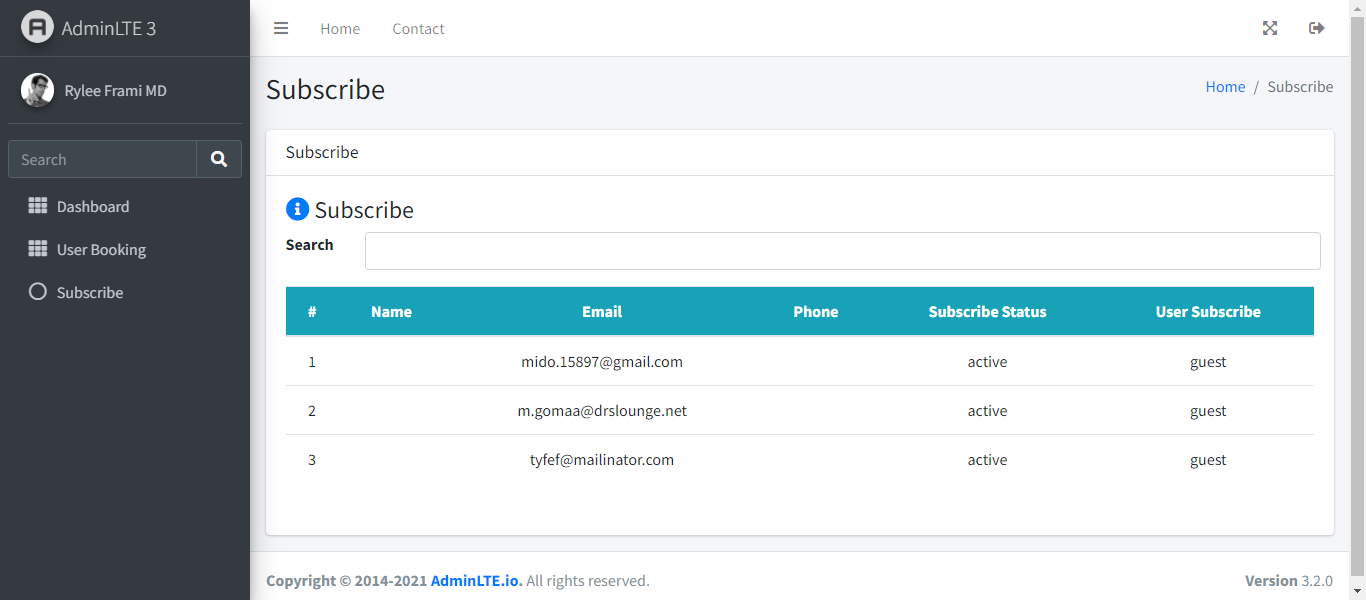 AdminLTE 3
Home Contact
Rylee Frami MD
Search
Dashboard
User Booking
Subscribe
Subscribe
Home / Subscribe
Subscribe
Subscribe
Search
# Name Email Phone Subscribe Status User Subscribe
1 mido.15897@gmail.com active guest
2 m.gomaa@drslounge.net active guest
3 tyfef@mailinator.com active guest
Copyright © 2014-2021 AdminLTE.io. All rights reserved.
Version 3.2.0